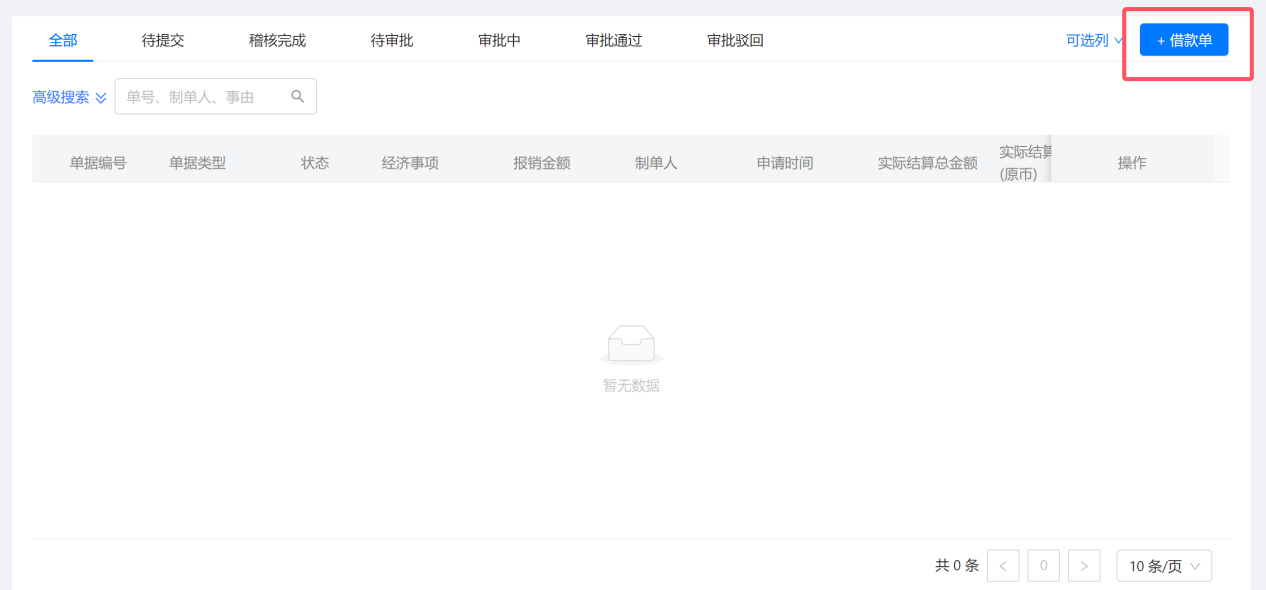 全部 待提交 稽核完成 待审批 审批中 审批通过 审批驳回 可选列 + 借款单
高级搜索 单号、制单人、事由
单据编号 单据类型 状态 经济事项 报销金额 制单人 申请时间 实际结算总金额 实际结算 操作
(原币)
暂无数据
共 0 条 < 0 > 10 条/页